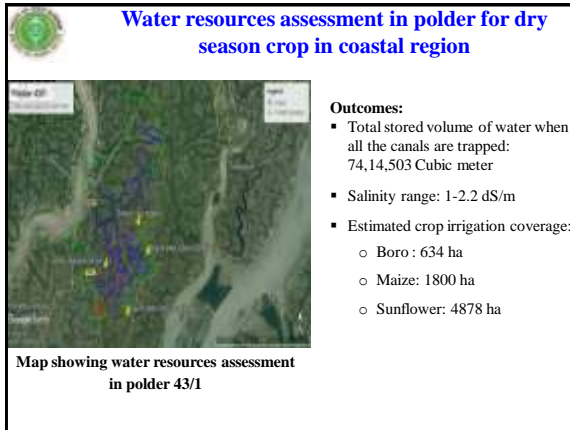 Water resources assessment in polder for dry
season crop in coastal region
Outcomes:
▪ Total stored volume of water when
all the canals are trapped:
74,14,503 Cubic meter
▪ Salinity range: 1-2.2 dS/m
▪ Estimated crop irrigation coverage:
o Boro : 634 ha
o Maize: 1800 ha
o Sunflower: 4878 ha
Map showing water resources assessment
in polder 43/1